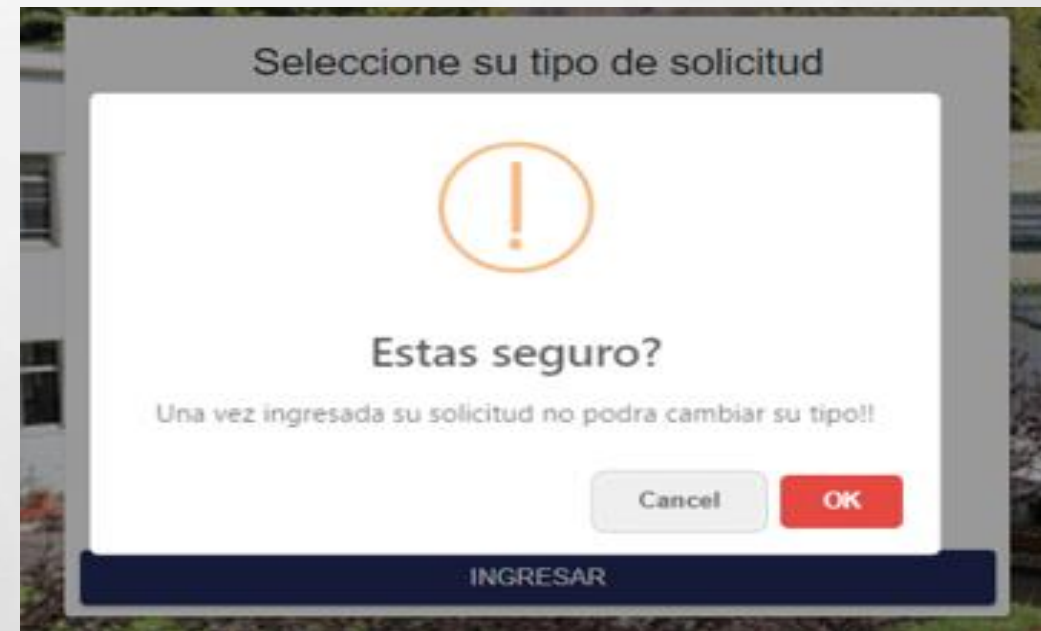 Seleccione su tipo de solicitud
Estas seguro?
Una vez ingresada su solicitud no podra cambiar su tipo!!
Cancel
OK
INGRESAR